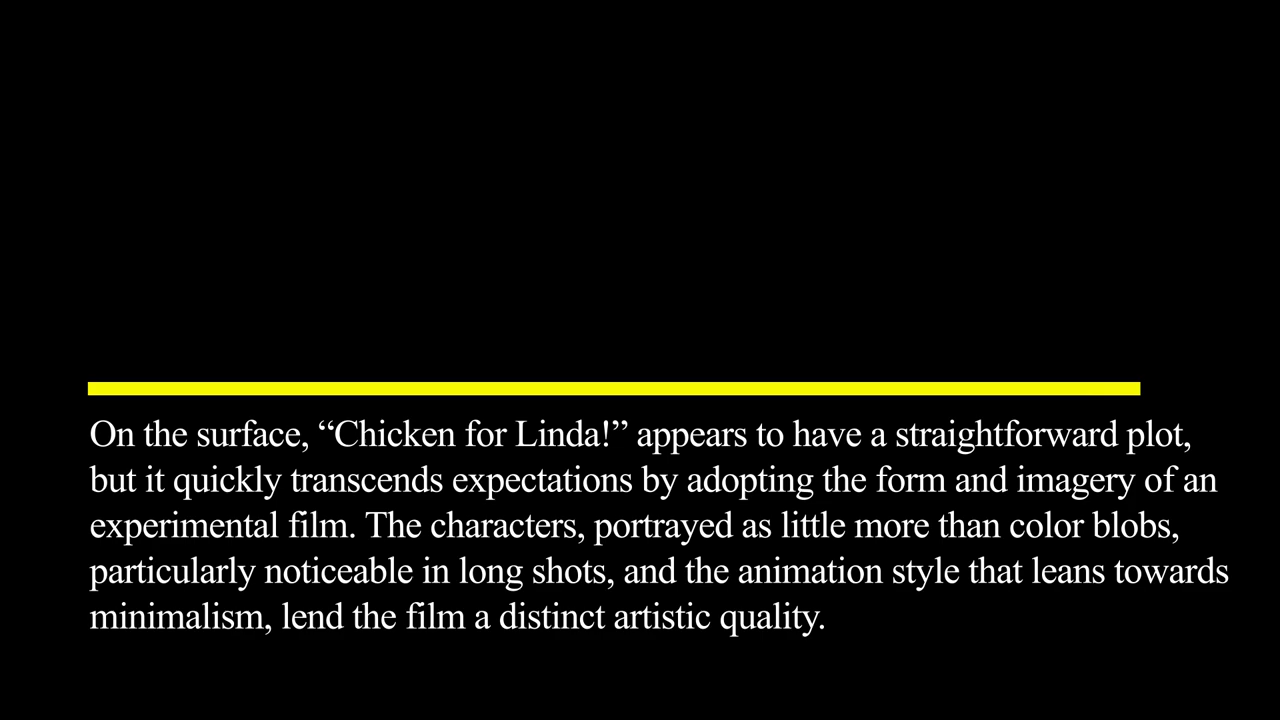 On the surface, “Chicken for Linda!” appears to have a straightforward plot,
but it quickly transcends expectations by adopting the form and imagery of an
experimental film. The characters, portrayed as little more than color blobs,
particularly noticeable in long shots, and the animation style that leans towards
minimalism, lend the film a distinct artistic quality.